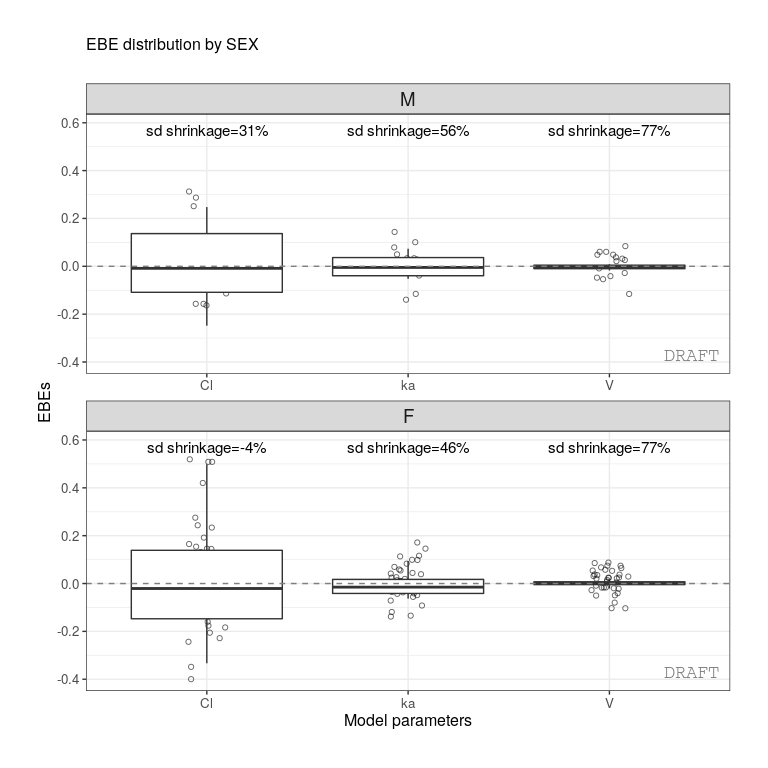 EBE distribution by SEX
M
sd shrinkage=31% sd shrinkage=56% sd shrinkage=77%
0.6
0.4
0.2
0.0
-0.2
-0.4
DRAFT
Cl ka V
EBEs
F
sd shrinkage=-4% sd shrinkage=46% sd shrinkage=77%
0.6
0.4
0.2
0.0
-0.2
-0.4
DRAFT
Cl ka V
Model parameters